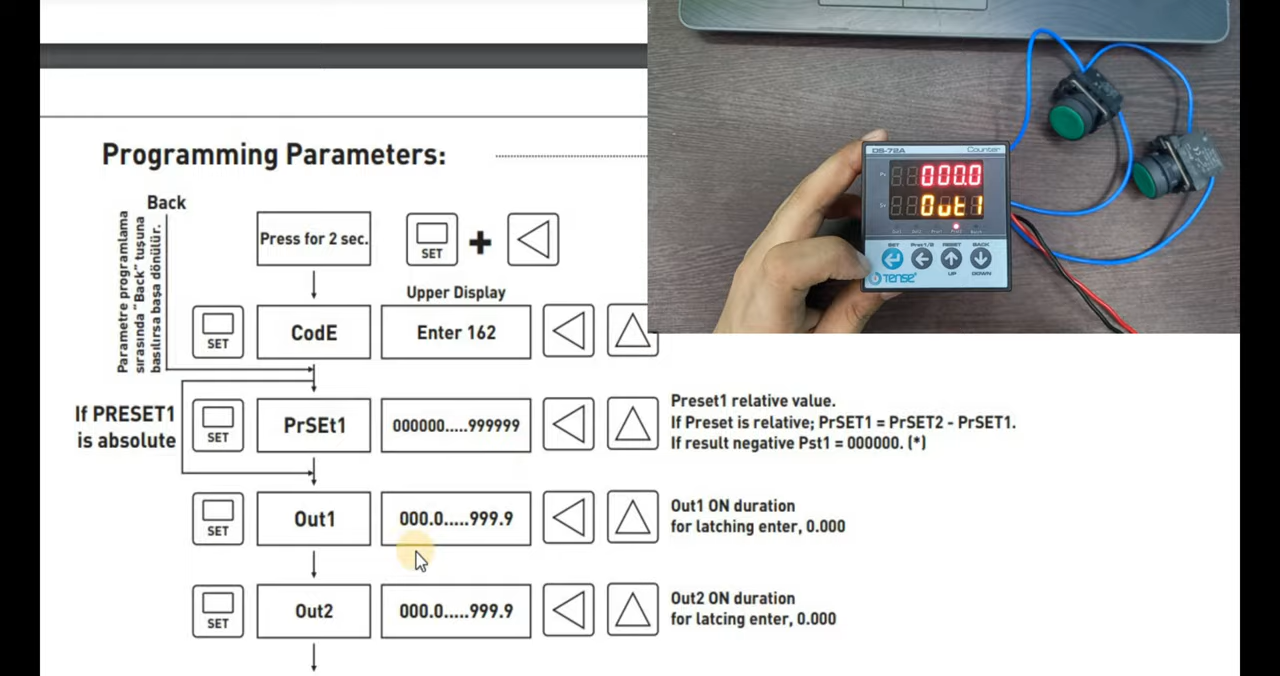 Programming Parameters:
Back
Parametre programlama
sırasında "Back" tuşuna
basılırsa başa dönülür.
Press for 2 sec.
SET
+
Upper Display
SET
CodE
Enter 162
If PRESET1
is absolute
SET
PrSEt1
000000.....999999
Preset1 relative value.
If Preset is relative; PrSET1 = PrSET2 - PrSET1.
If result negative Pst1 = 000000. (*)
SET
Out1
000.0.....999.9
Out1 ON duration
for latching enter, 0.000
SET
Out2
000.0.....999.9
Out2 ON duration
for latcing enter, 0.000
DS-72A
Counter
000.0
Out1
SET
Prst1/2
RESET
BACK
UP
DOWN
TENSE